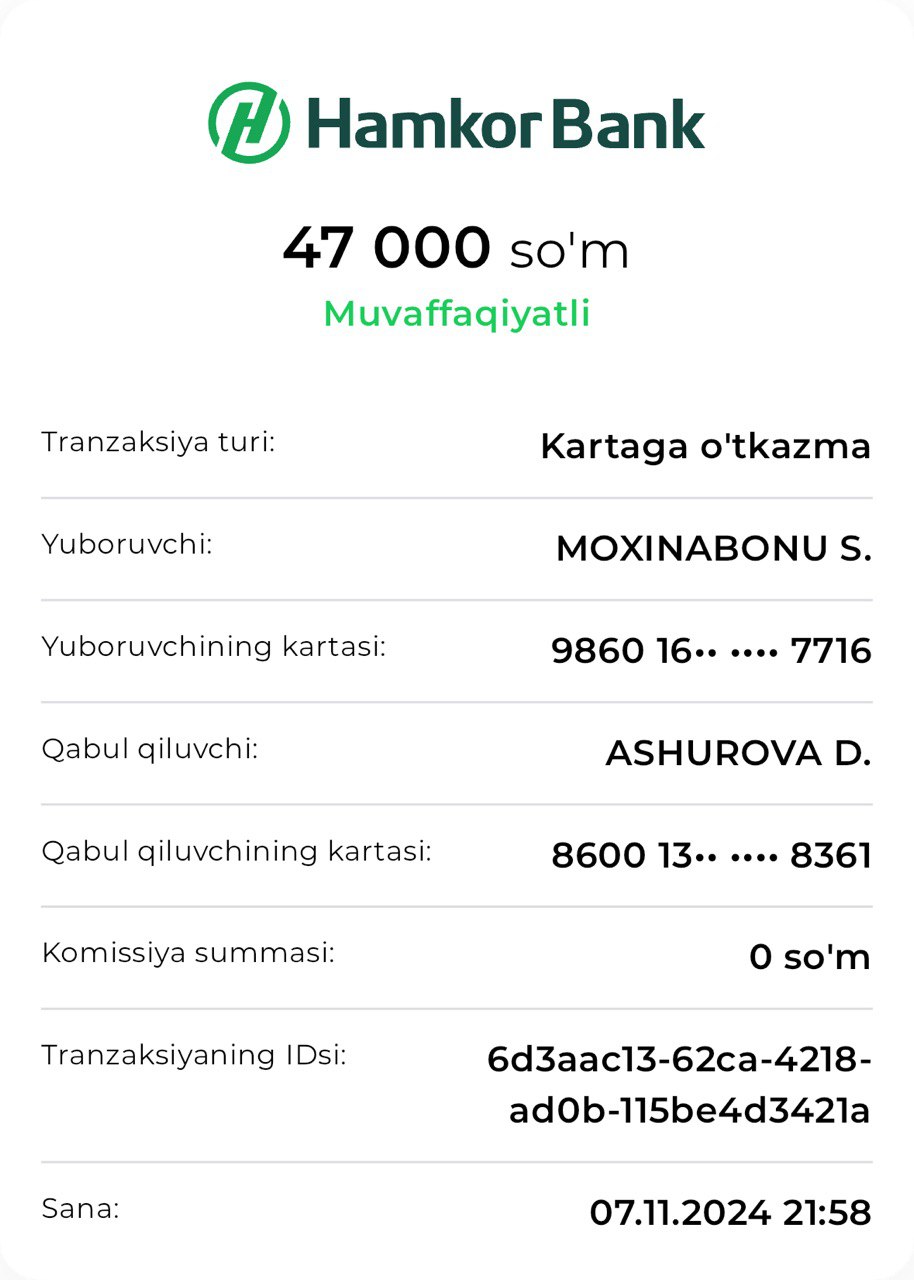 HamkorBank
47 000 so'm
Muvaffaqiyatli
Tranzaksiya turi: Kartaga o'tkazma
Yuboruvchi: MOXINABONU S.
Yuboruvchining kartasi: 9860 16•• •••• 7716
Qabul qiluvchi: ASHUROVA D.
Qabul qiluvchining kartasi: 8600 13•• •••• 8361
Komissiya summasi: 0 so'm
Tranzaksiyaning IDsi: 6d3aac13-62ca-4218-
ad0b-115be4d3421a
Sana: 07.11.2024 21:58